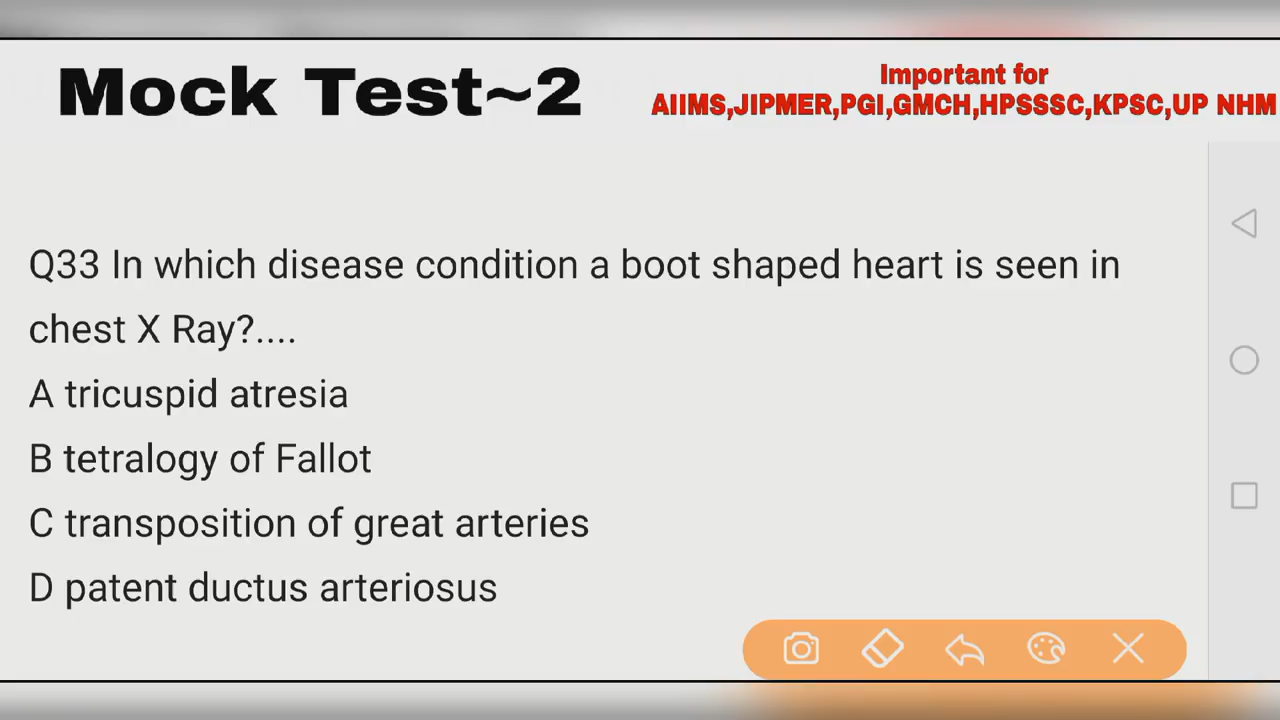 Mock Test~2
Important for
AIIMS,JIPMER,PGI,GMCH,HPSSSC,KPSC,UP NHM
Q33 In which disease condition a boot shaped heart is seen in
chest X Ray?....
A tricuspid atresia
B tetralogy of Fallot
C transposition of great arteries
D patent ductus arteriosus